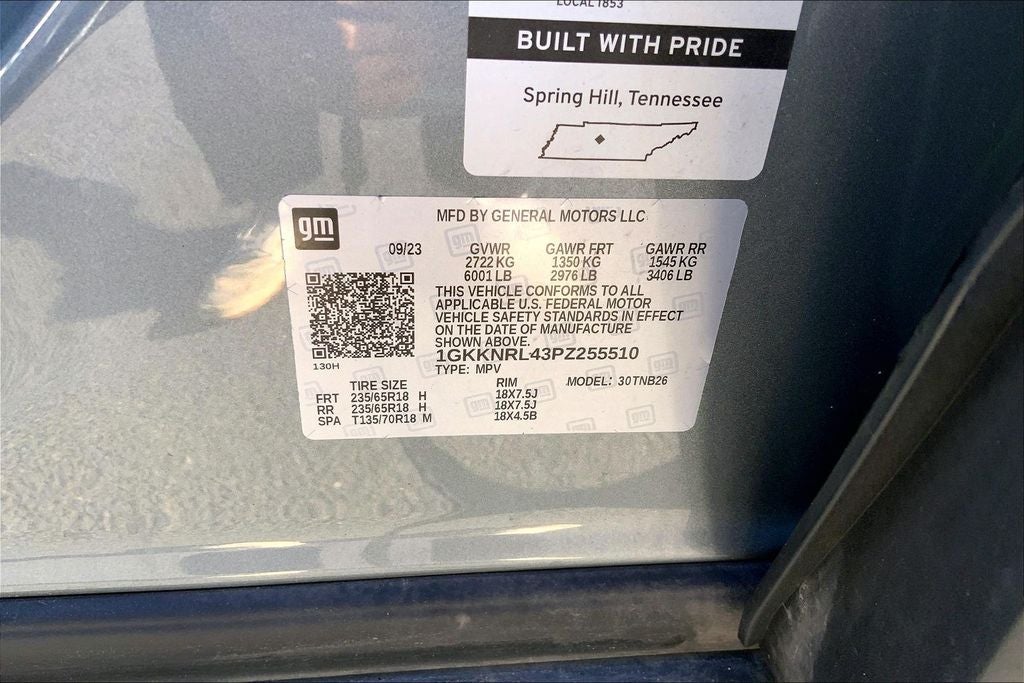 LOCAL 1853
BUILT WITH PRIDE
Spring Hill, Tennessee
gm
MFD BY GENERAL MOTORS LLC
09/23 GVWR GAWR FRT GAWR RR
2722 KG 1350 KG 1545 KG
6001 LB 2976 LB 3406 LB
THIS VEHICLE CONFORMS TO ALL
APPLICABLE U.S. FEDERAL MOTOR
VEHICLE SAFETY STANDARDS IN EFFECT
ON THE DATE OF MANUFACTURE
SHOWN ABOVE.
1GKKNRL43PZ255510
130H TYPE: MPV
TIRE SIZE RIM MODEL: 30TNB26
FRT 235/65R18 H 18X7.5J
RR 235/65R18 H 18X7.5J
SPA T135/70R18 M 18X4.5B